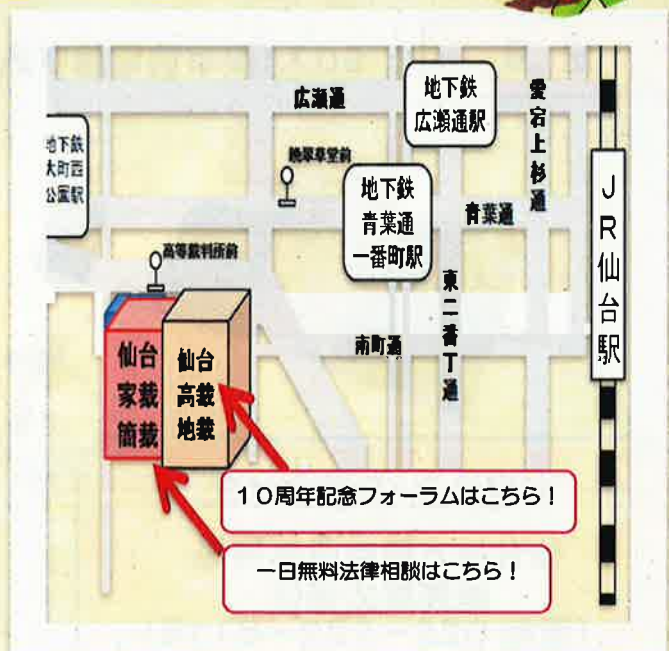 広瀬通
地下鉄
広瀬通駅
愛宕上杉通
地下鉄
大町西
公園駅
晩翠草堂前
地下鉄
青葉通
一番町駅
青葉通
JR仙台駅
高等裁判所前
東二番丁通
南町通
仙台
家裁
簡裁
仙台
高裁
地裁
10周年記念フォーラムはこちら!
一日無料法律相談はこちら!